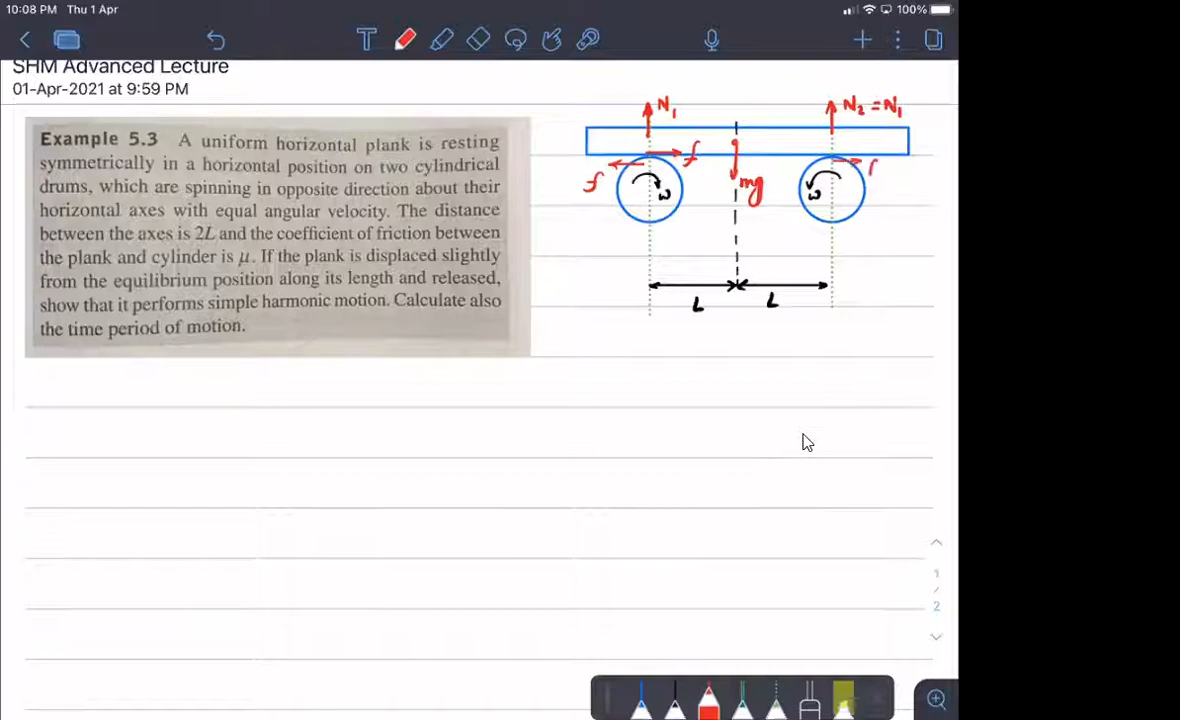 10:08 PM Thu 1 Apr
100%
SHM Advanced Lecture
01-Apr-2021 at 9:59 PM
Example 5.3 A uniform horizontal plank is resting
symmetrically in a horizontal position on two cylindrical
drums, which are spinning in opposite direction about their
horizontal axes with equal angular velocity. The distance
between the axes is 2L and the coefficient of friction between
the plank and cylinder is μ. If the plank is displaced slightly
from the equilibrium position along its length and released,
show that it performs simple harmonic motion. Calculate also
the time period of motion.
N₁
N₂ = N₁
f
f
mg
ω
ω
L
L
1
/
2